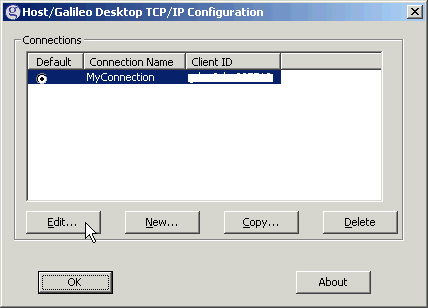 Host/Galileo Desktop TCP/IP Configuration
Connections
Default Connection Name Client ID
MyConnection
Edit... New... Copy... Delete
OK About